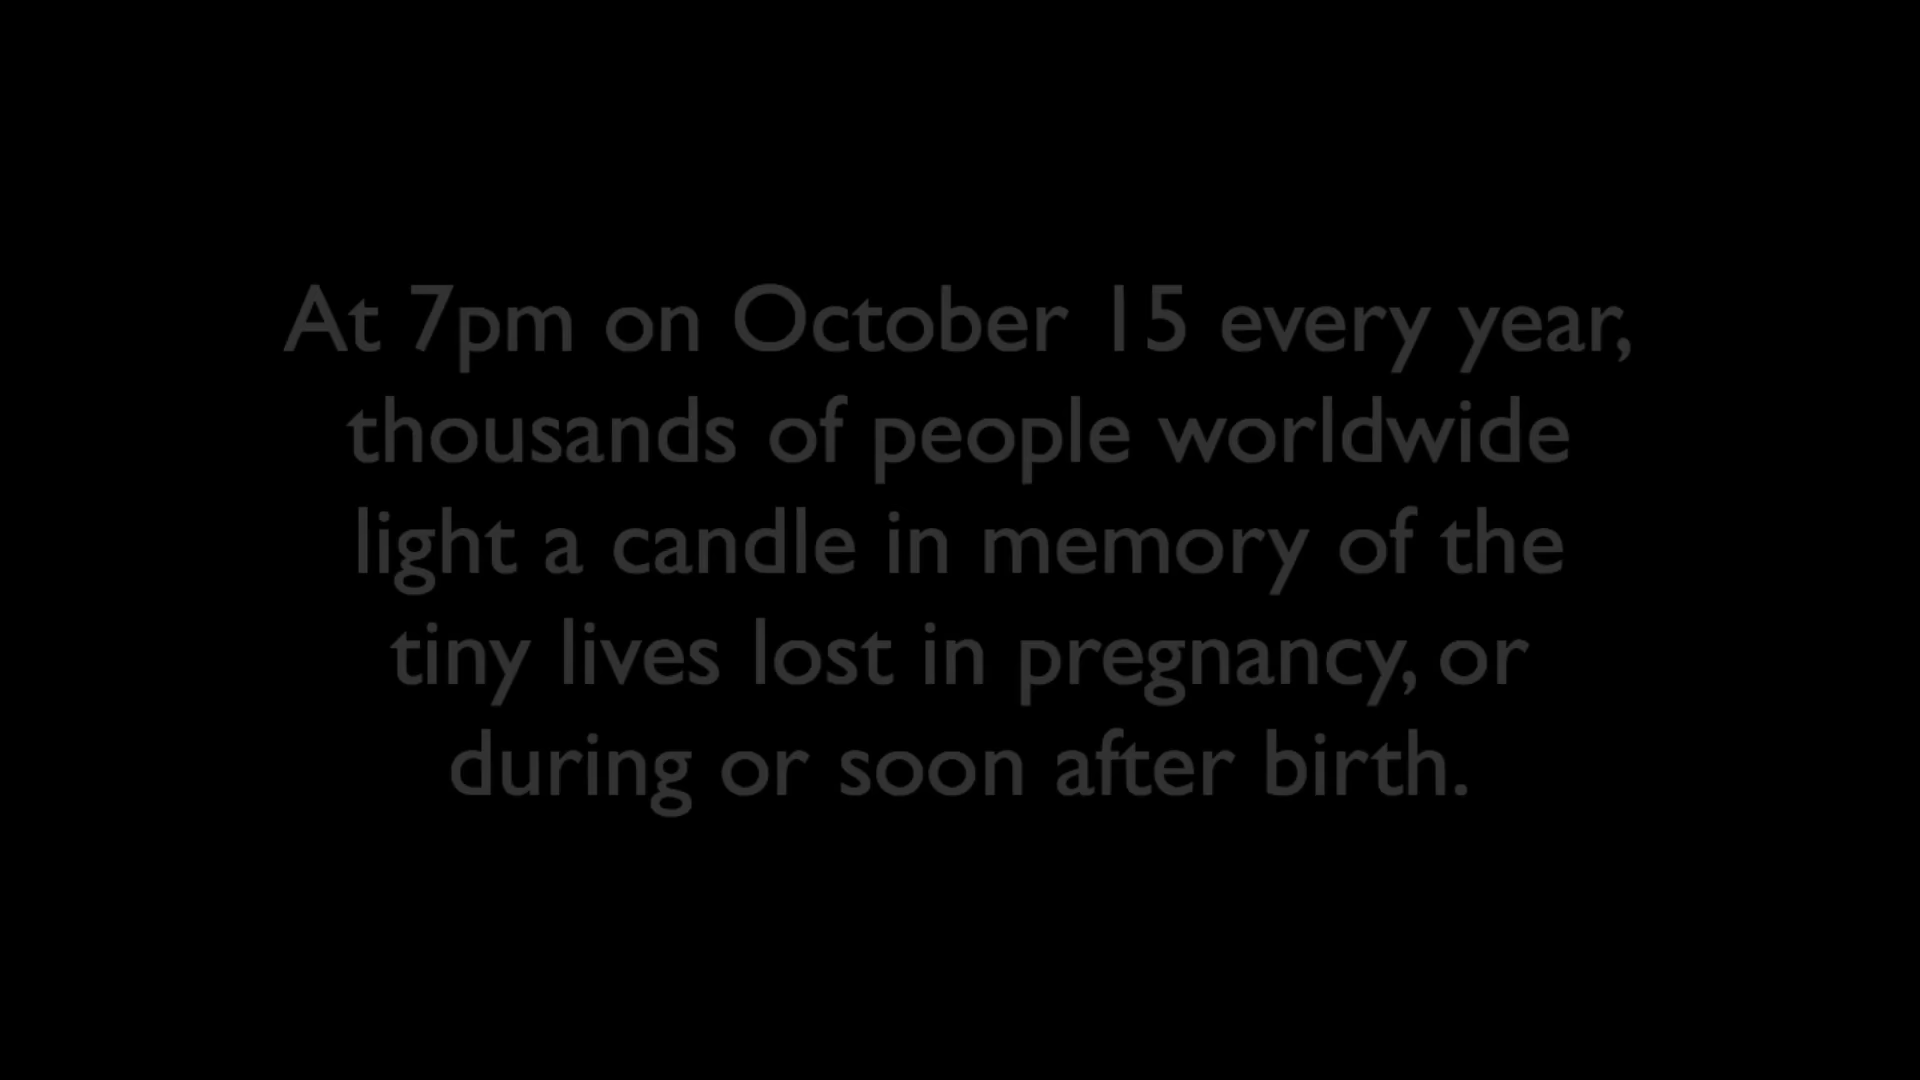 At 7pm on October 15 every year,
thousands of people worldwide
light a candle in memory of the
tiny lives lost in pregnancy, or
during or soon after birth.